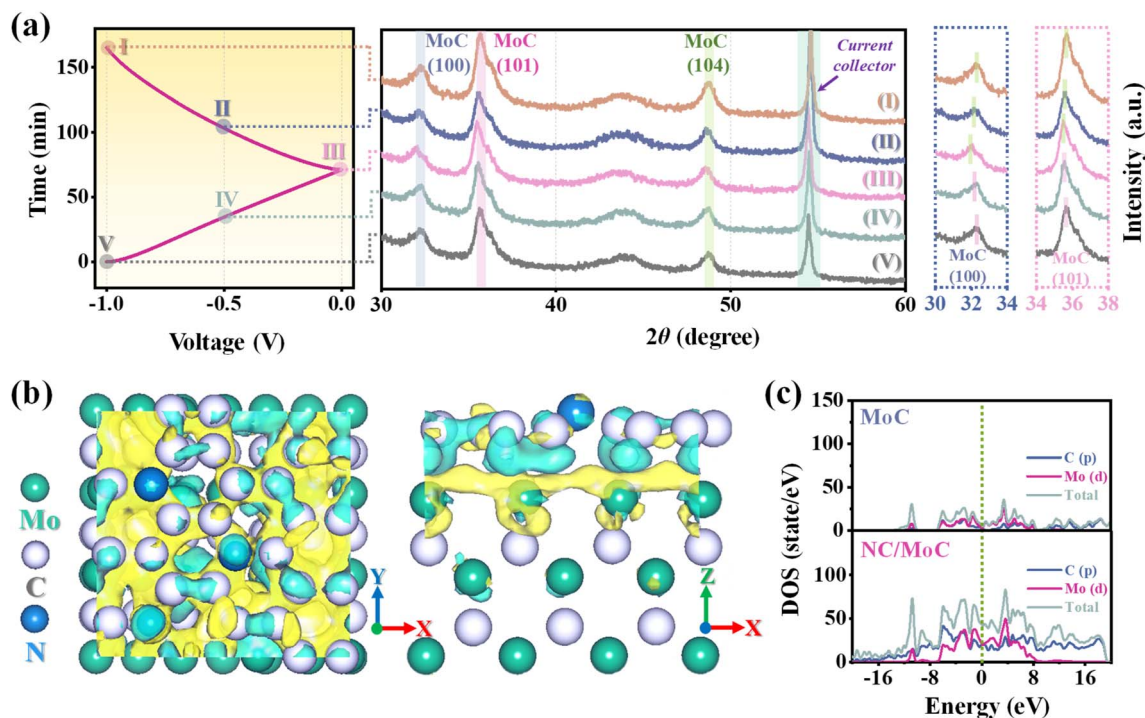 (a)
Time (min)
150
100
50
0
I
II
III
IV
V
-1.0
-0.5
0.0
Voltage (V)
MoC
(100)
MoC
(101)
MoC
(104)
Current
collector
(I)
(II)
(III)
(IV)
(V)
30
40
50
60
2θ (degree)
MoC
(100)
30 32 34
MoC
(101)
34 36 38
Intensity (a.u.)
(b)
Mo
C
N
Y
X
Z
X
(c)
DOS (state/eV)
150
100
50
0
MoC
C (p)
Mo (d)
Total
100
50
0
NC/MoC
C (p)
Mo (d)
Total
-16
-8
0
8
16
Energy (eV)